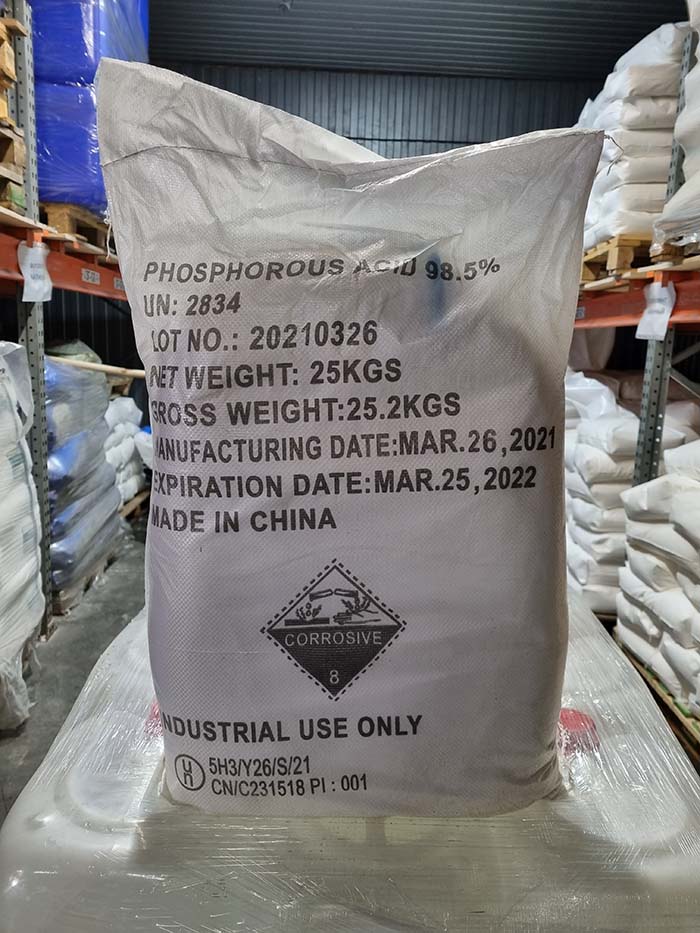 PHOSPHOROUS ACID 98.5%
UN: 2834
LOT NO.: 20210326
NET WEIGHT: 25KGS
GROSS WEIGHT:25.2KGS
MANUFACTURING DATE:MAR.26,2021
EXPIRATION DATE:MAR.25,2022
MADE IN CHINA
CORROSIVE
8
INDUSTRIAL USE ONLY
UN 5H3/Y26/S/21
CN/C231518 PI : 001